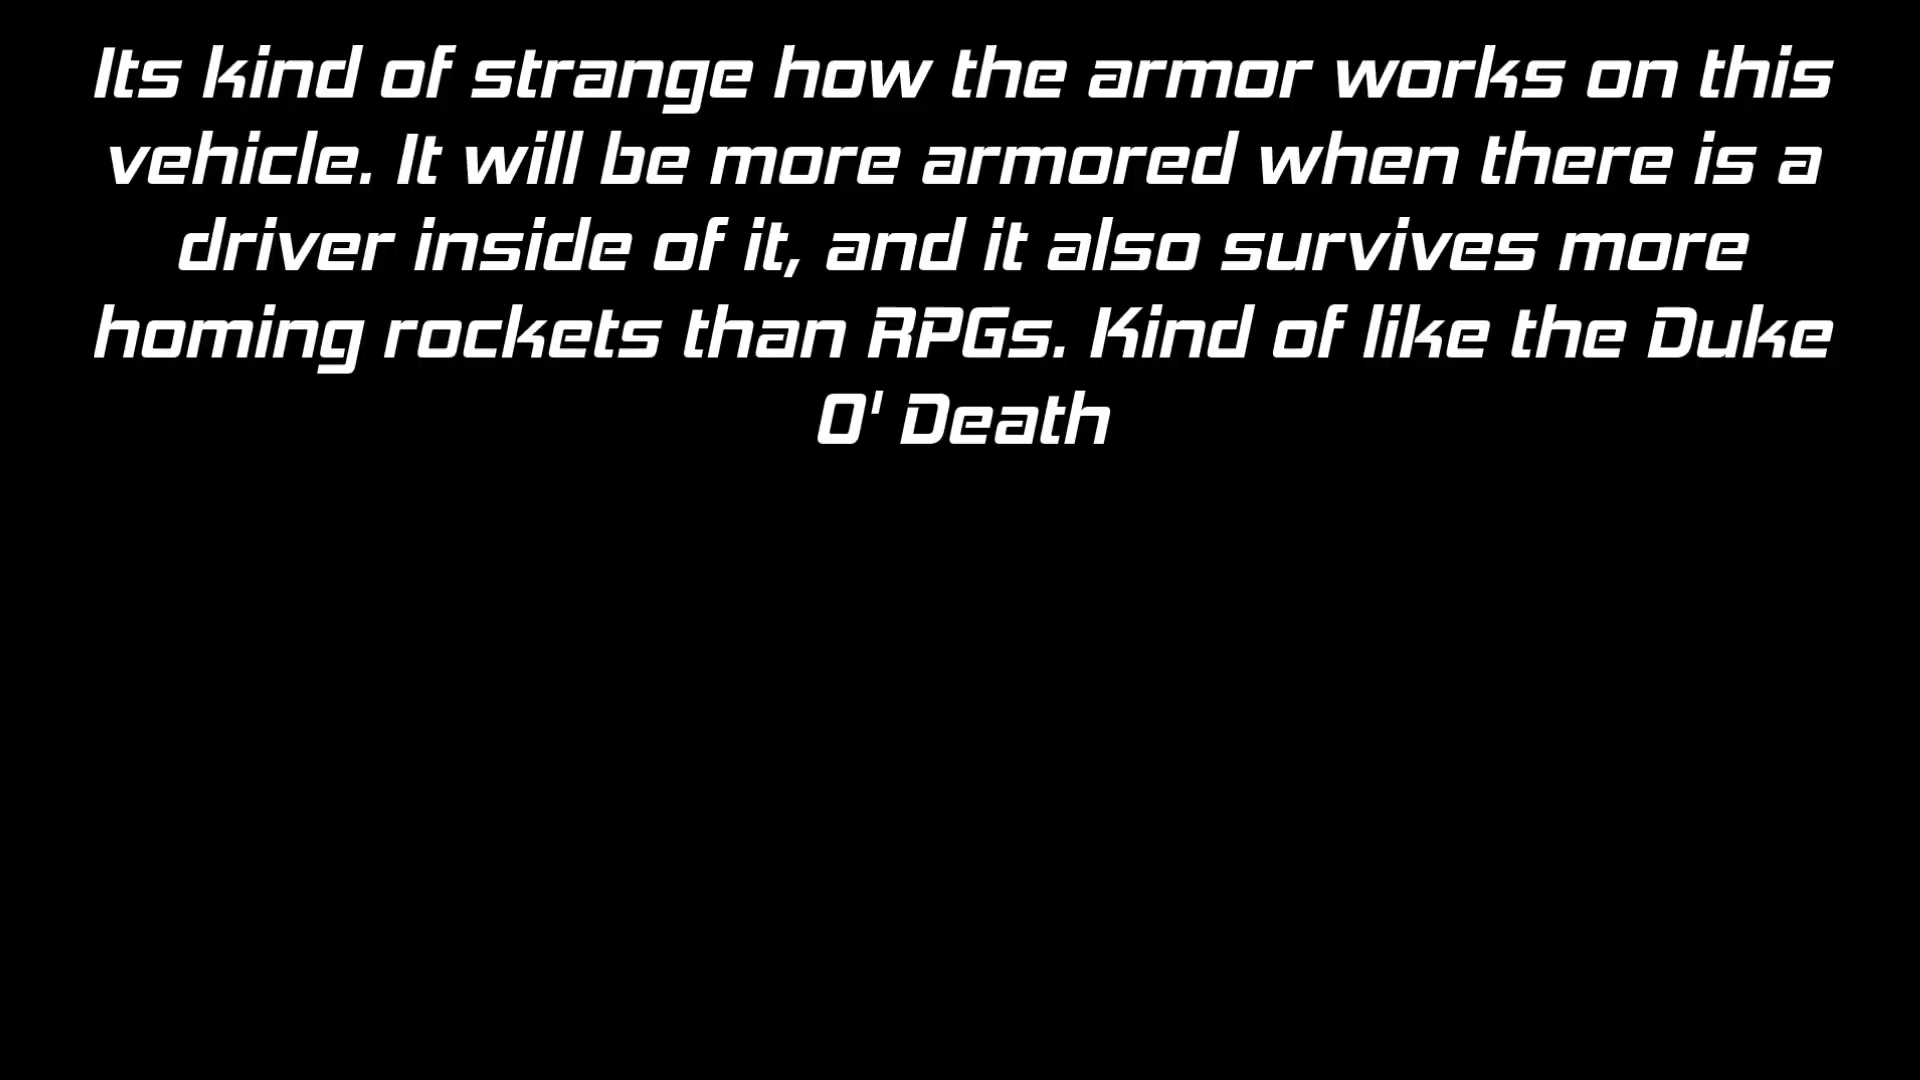 Its kind of strange how the armor works on this
vehicle. It will be more armored when there is a
driver inside of it, and it also survives more
homing rockets than RPGs. Kind of like the Duke
O' Death